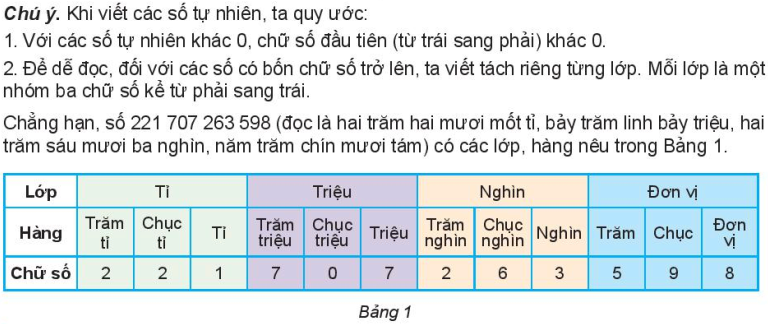 Chú ý. Khi viết các số tự nhiên, ta quy ước:
1. Với các số tự nhiên khác 0, chữ số đầu tiên (từ trái sang phải) khác 0.
2. Để dễ đọc, đối với các số có bốn chữ số trở lên, ta viết tách riêng từng lớp. Mỗi lớp là một
nhóm ba chữ số kể từ phải sang trái.
Chẳng hạn, số 221 707 263 598 (đọc là hai trăm hai mươi mốt tỉ, bảy trăm linh bảy triệu, hai
trăm sáu mươi ba nghìn, năm trăm chín mươi tám) có các lớp, hàng nêu trong Bảng 1.
Lớp Tỉ Triệu Nghìn Đơn vị
Hàng Trăm tỉ Chục tỉ Tỉ Trăm triệu Chục triệu Triệu Trăm nghìn Chục nghìn Nghìn Trăm Chục Đơn vị
Chữ số 2 2 1 7 0 7 2 6 3 5 9 8
Bảng 1